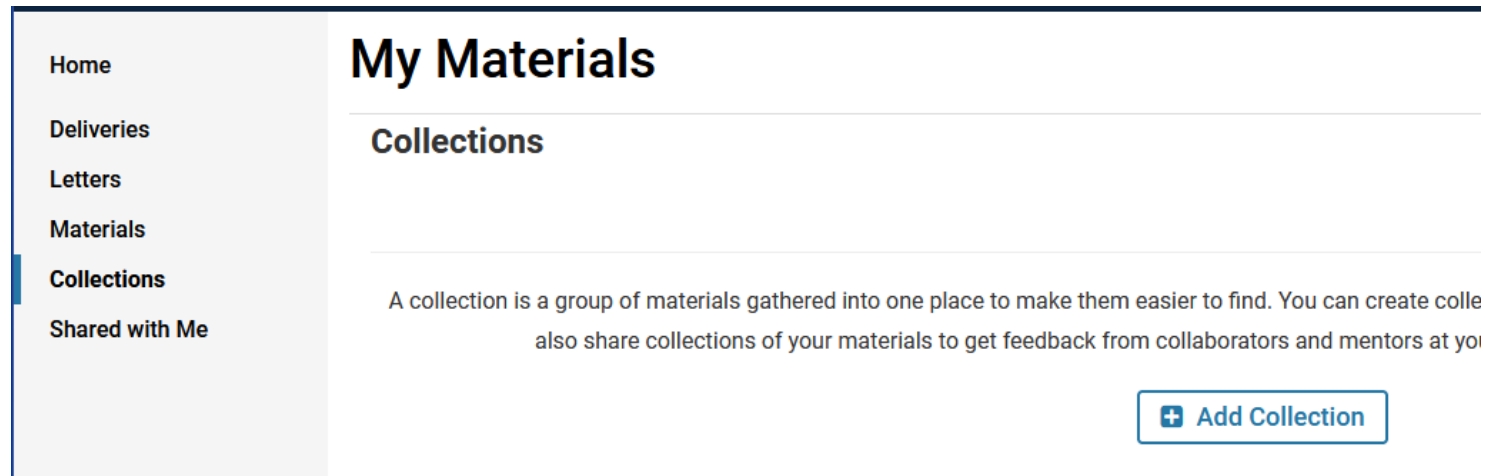 Home
Deliveries
Letters
Materials
Collections
Shared with Me
My Materials
Collections
A collection is a group of materials gathered into one place to make them easier to find. You can create colle
also share collections of your materials to get feedback from collaborators and mentors at
Add Collection